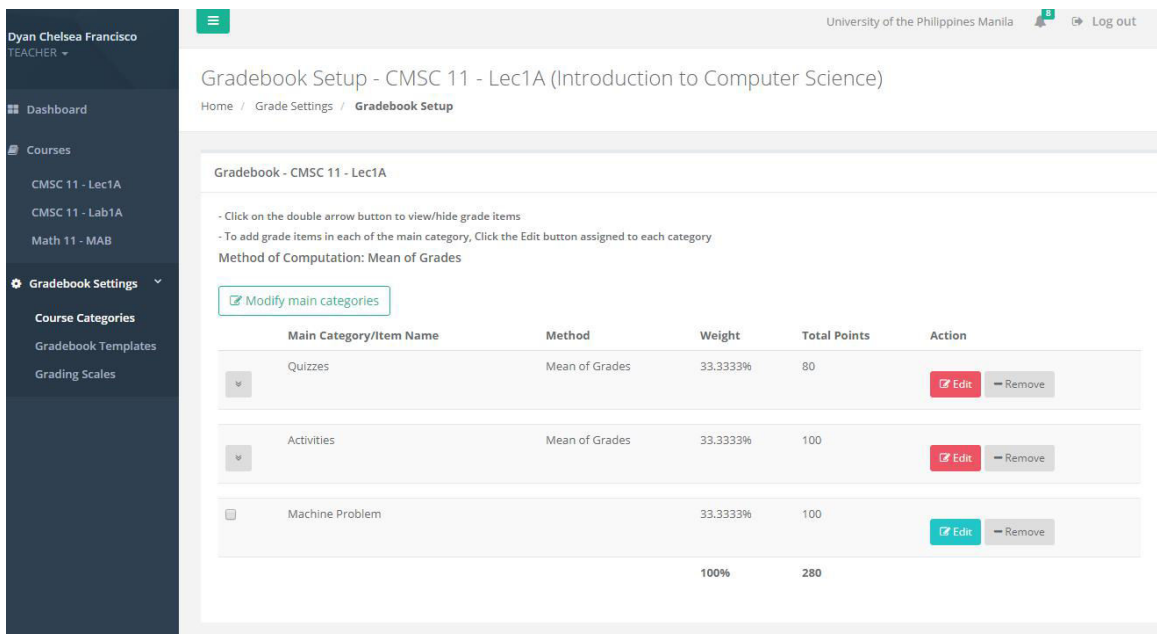 Dyan Chelsea Francisco
TEACHER
Dashboard
Courses
CMSC 11 - Lec1A
CMSC 11 - Lab1A
Math 11 - MAB
Gradebook Settings
Course Categories
Gradebook Templates
Grading Scales
University of the Philippines Manila 8 Log out
Gradebook Setup - CMSC 11 - Lec1A (Introduction to Computer Science)
Home / Grade Settings / Gradebook Setup
Gradebook - CMSC 11 - Lec1A
- Click on the double arrow button to view/hide grade items
- To add grade items in each of the main category, Click the Edit button assigned to each category
Method of Computation: Mean of Grades
Modify main categories
Main Category/Item Name Method Weight Total Points Action
Quizzes Mean of Grades 33.3333% 80
Edit Remove
Activities Mean of Grades 33.3333% 100
Edit Remove
Machine Problem 33.3333% 100
Edit Remove
100% 280